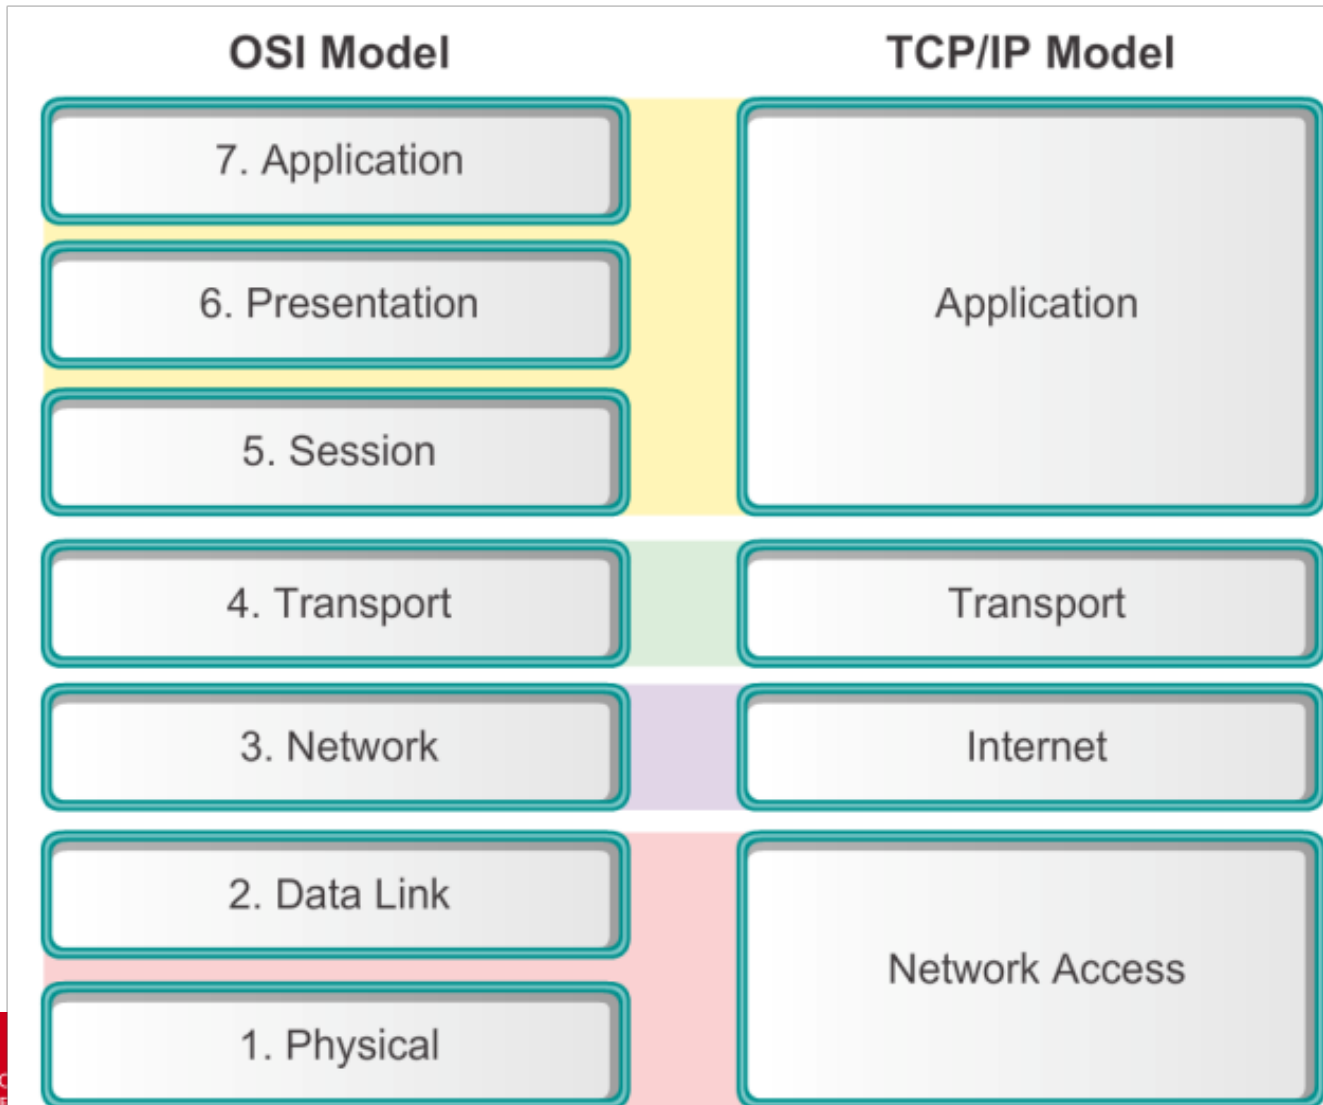 OSI Model
TCP/IP Model
7. Application
6. Presentation
5. Session
4. Transport
3. Network
2. Data Link
1. Physical
Application
Transport
Internet
Network Access